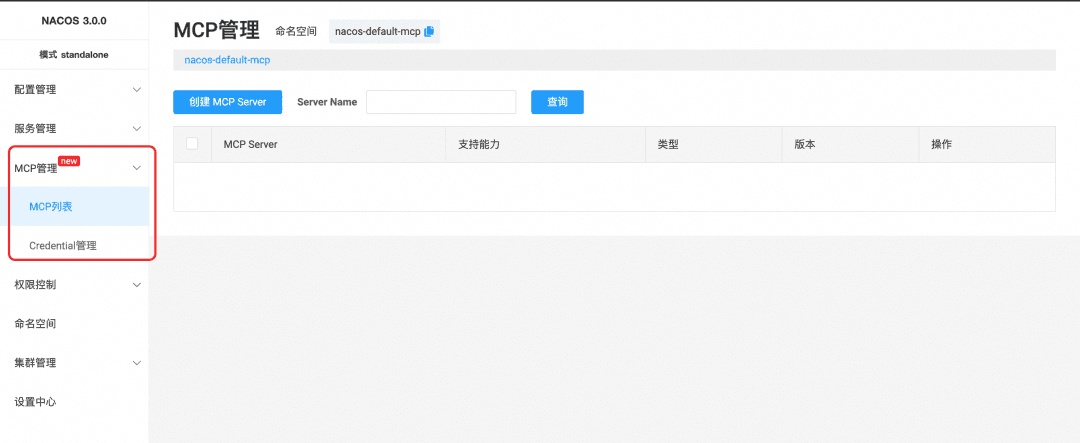 NACOS 3.0.0
模式 standalone
配置管理
服务管理
MCP管理 new
MCP列表
Credential管理
权限控制
命名空间
集群管理
设置中心
MCP管理 命名空间 nacos-default-mcp
nacos-default-mcp
创建 MCP Server Server Name 查询
MCP Server 支持能力 类型 版本 操作